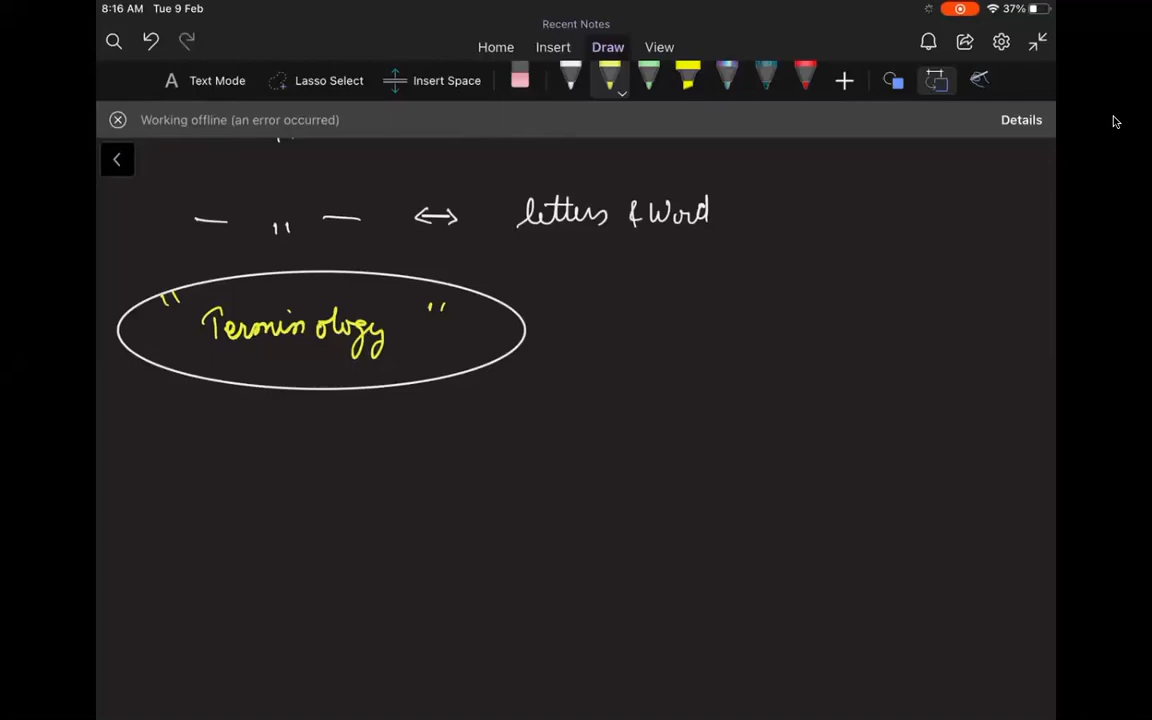 8:16 AM Tue 9 Feb
37%
Recent Notes
Home Insert Draw View
Text Mode Lasso Select Insert Space
Working offline (an error occurred) Details
— " — ⟷ letters & Word
" Terminology "